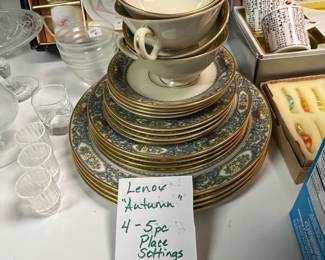 Lenox
"Autumn"
4 - 5pc
Place
Settings